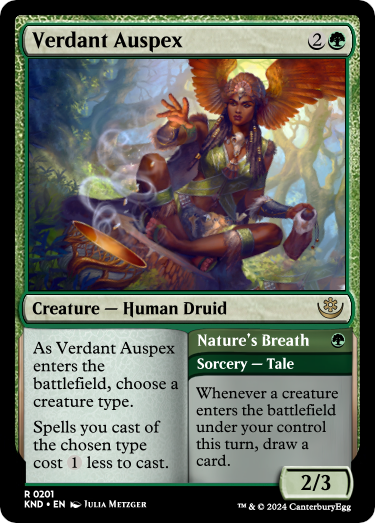 Verdant Auspex 2
Creature — Human Druid
As Verdant Auspex
enters the
battlefield, choose a
creature type.
Spells you cast of
the chosen type
cost 1 less to cast.
Nature's Breath
Sorcery — Tale
Whenever a creature
enters the battlefield
under your control
this turn, draw a
card.
2/3
R 0201
KND • EN JULIA METZGER
™ & © 2024 CanterburyEgg